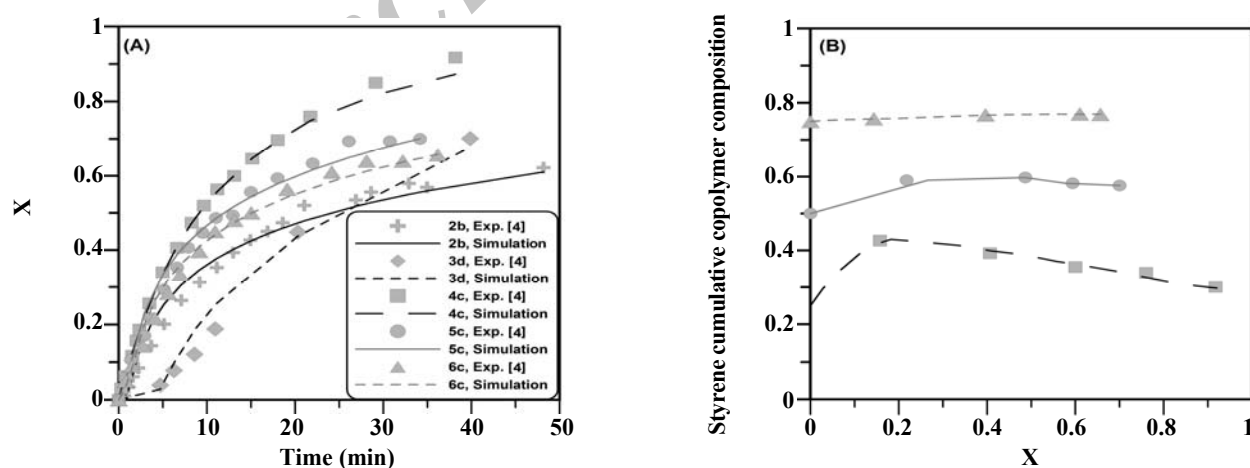 (A)
1
0.8
0.6
0.4
0.2
0
X
0 10 20 30 40 50
Time (min)
2b, Exp. [4]
2b, Simulation
3d, Exp. [4]
3d, Simulation
4c, Exp. [4]
4c, Simulation
5c, Exp. [4]
5c, Simulation
6c, Exp. [4]
6c, Simulation
(B)
Styrene cumulative copolymer composition
1
0.8
0.6
0.4
0.2
0
0 0.2 0.4 0.6 0.8 1
X